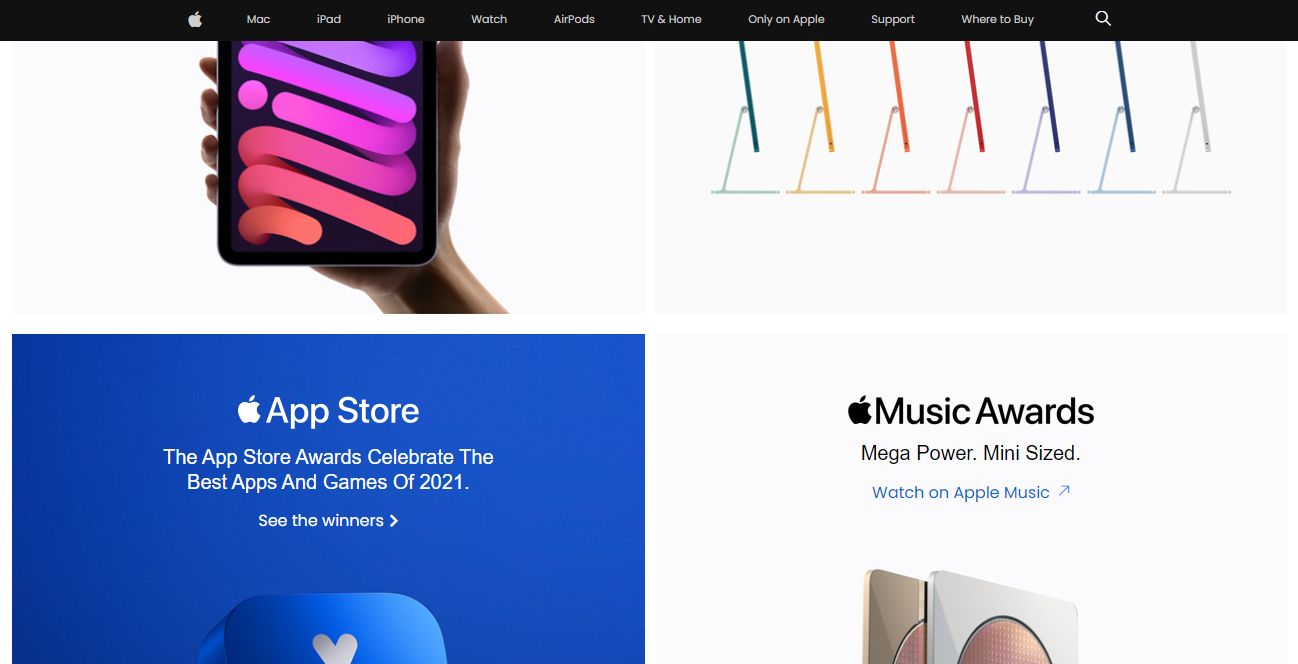 Mac iPad iPhone Watch AirPods TV & Home Only on Apple Support Where to Buy
App Store
The App Store Awards Celebrate The
Best Apps And Games Of 2021.
See the winners
Music Awards
Mega Power. Mini Sized.
Watch on Apple Music